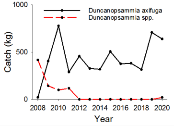 Duncanopsammia axifuga
Duncanopsammia spp.
Catch (kg)
1000
500
0
2008 2010 2012 2014 2016 2018 2020
Year